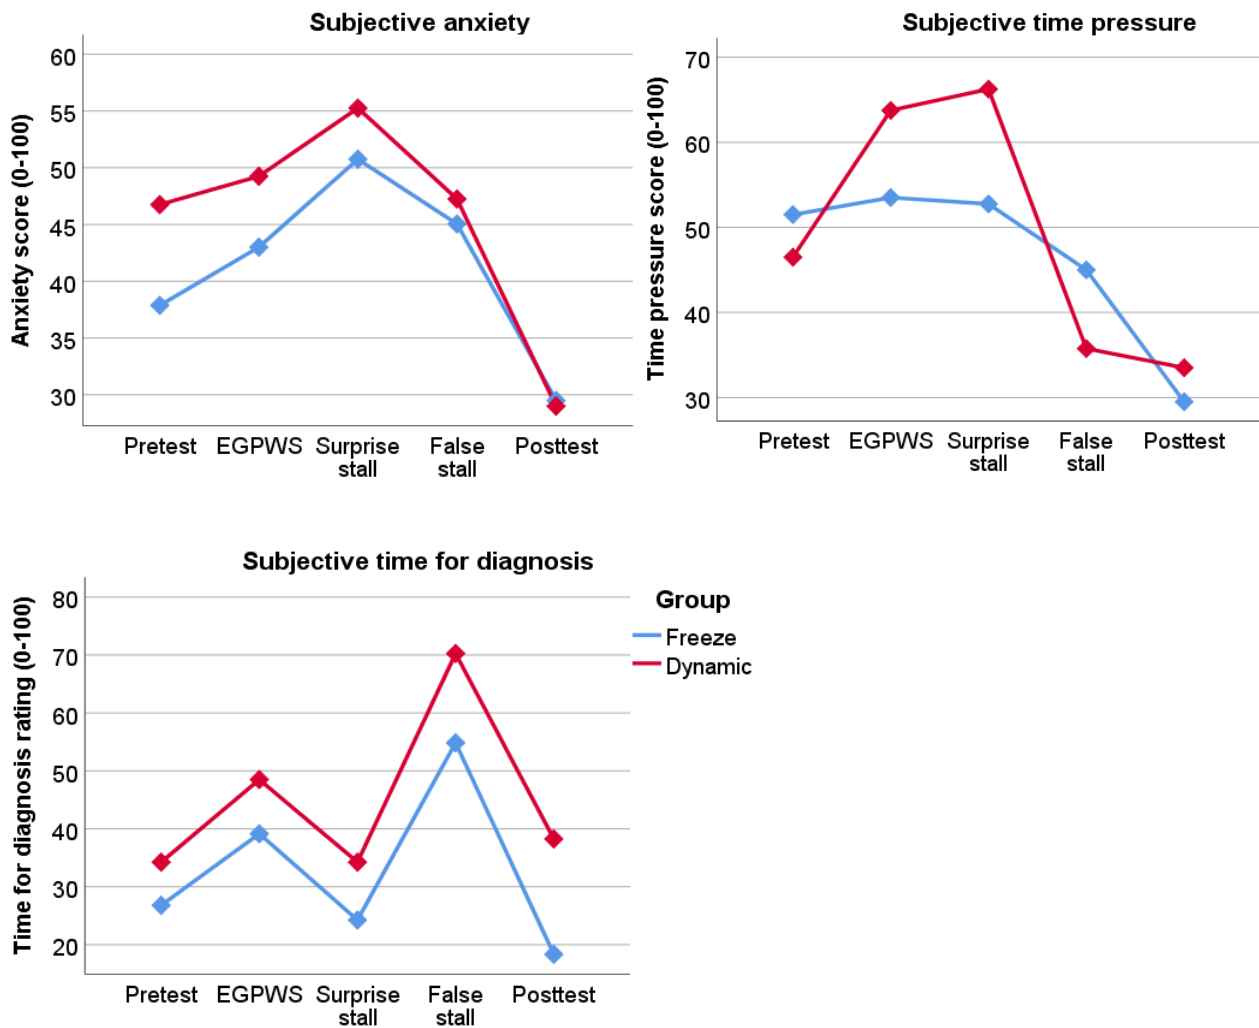 Subjective anxiety
Anxiety score (0-100)
60
55
50
45
40
35
30
Pretest EGPWS Surprise stall False stall Posttest
Subjective time pressure
Time pressure score (0-100)
70
60
50
40
30
Pretest EGPWS Surprise stall False stall Posttest
Subjective time for diagnosis
Time for diagnosis rating (0-100)
80
70
60
50
40
30
20
Pretest EGPWS Surprise stall False stall Posttest
Group
Freeze
Dynamic